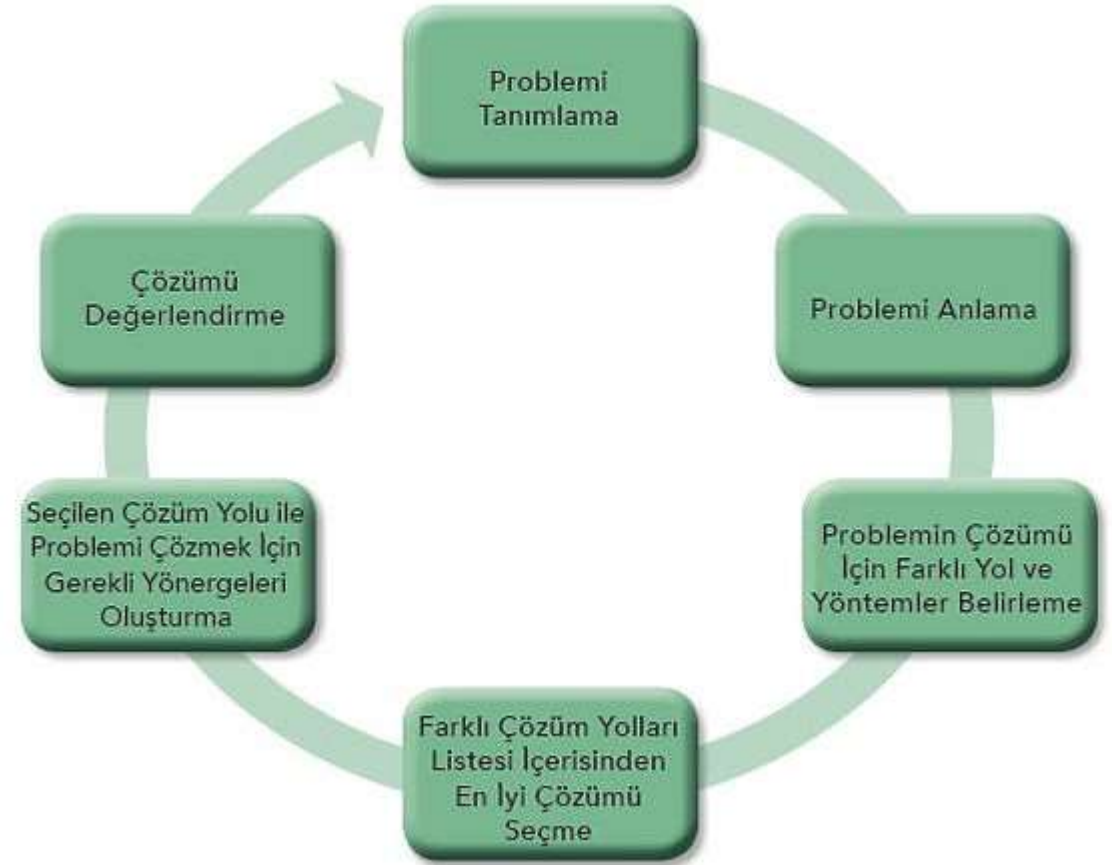 Problemi
Tanımlama
Problemi Anlama
Problemin Çözümü
İçin Farklı Yol ve
Yöntemler Belirleme
Farklı Çözüm Yolları
Listesi İçerisinden
En İyi Çözümü
Seçme
Seçilen Çözüm Yolu ile
Problemi Çözmek İçin
Gerekli Yönergeleri
Oluşturma
Çözümü
Değerlendirme